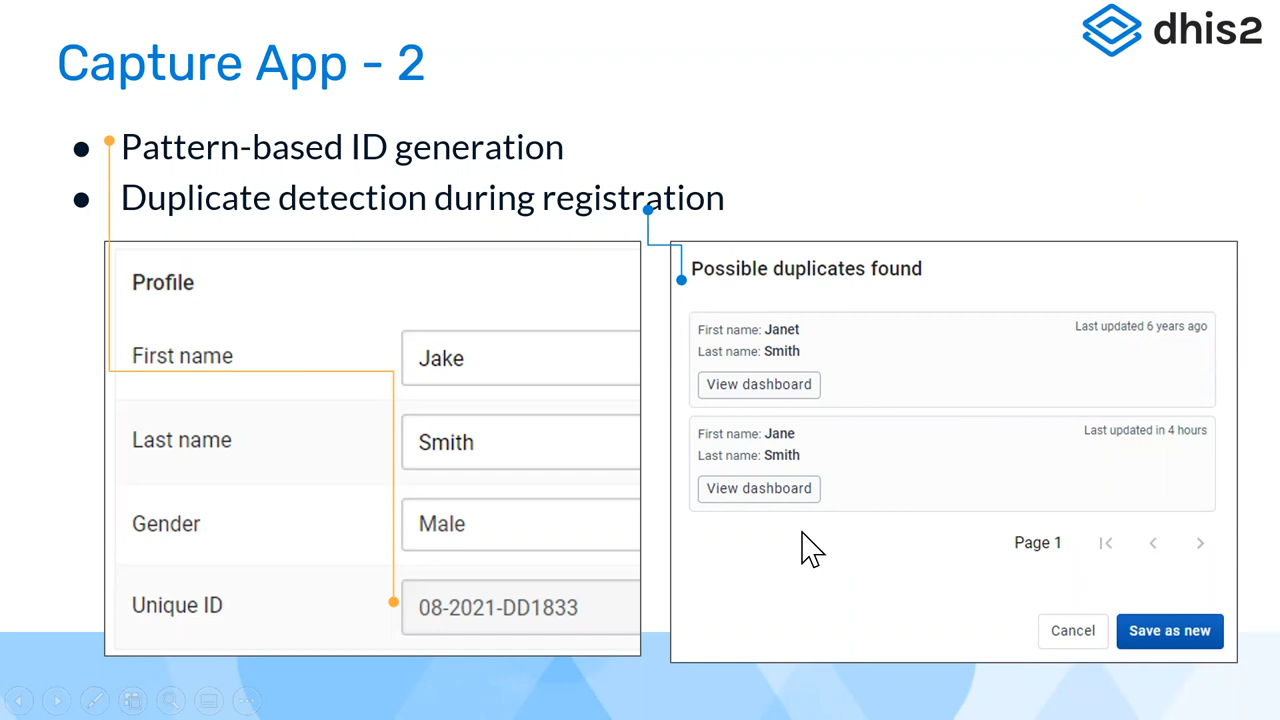 dhis2
Capture App - 2
● Pattern-based ID generation
● Duplicate detection during registration
Profile
First name
Jake
Last name
Smith
Gender
Male
Unique ID
08-2021-DD1833
Possible duplicates found
First name: Janet
Last updated 6 years ago
Last name: Smith
View dashboard
First name: Jane
Last updated in 4 hours
Last name: Smith
View dashboard
Page 1
Cancel
Save as new